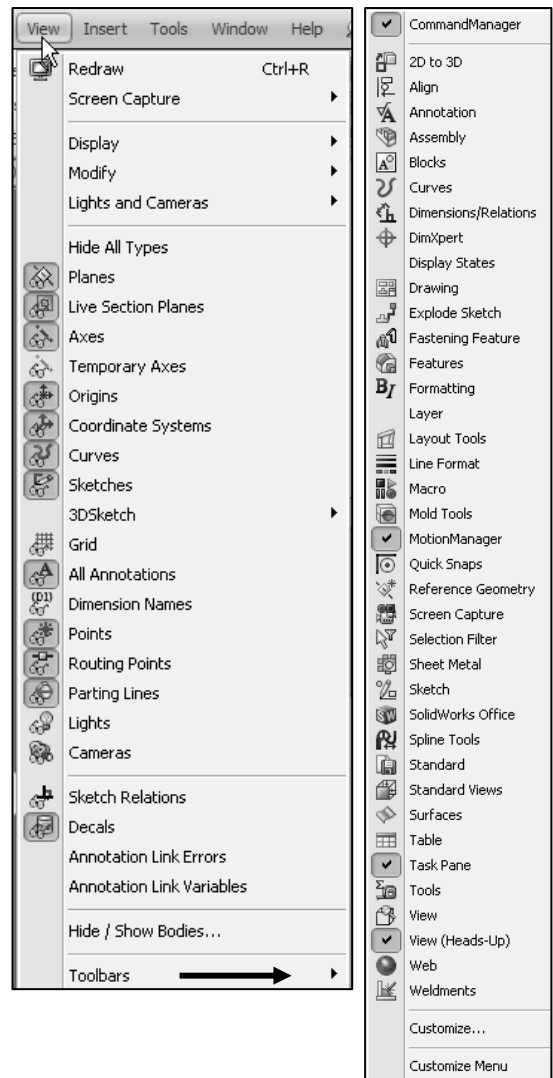 View Insert Tools Window Help
Redraw Ctrl+R
Screen Capture
Display
Modify
Lights and Cameras
Hide All Types
Planes
Live Section Planes
Axes
Temporary Axes
Origins
Coordinate Systems
Curves
Sketches
3DSketch
Grid
All Annotations
Dimension Names
Points
Routing Points
Parting Lines
Lights
Cameras
Sketch Relations
Decals
Annotation Link Errors
Annotation Link Variables
Hide / Show Bodies...
Toolbars
CommandManager
2D to 3D
Align
Annotation
Assembly
Blocks
Curves
Dimensions/Relations
DimXpert
Display States
Drawing
Explode Sketch
Fastening Feature
Features
Formatting
Layer
Layout Tools
Line Format
Macro
Mold Tools
MotionManager
Quick Snaps
Reference Geometry
Screen Capture
Selection Filter
Sheet Metal
Sketch
SolidWorks Office
Spline Tools
Standard
Standard Views
Surfaces
Table
Task Pane
Tools
View
View (Heads-Up)
Web
Weldments
Customize...
Customize Menu